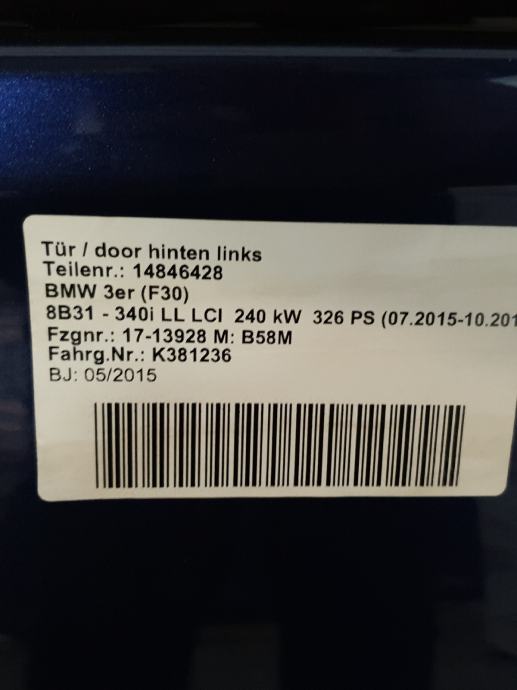 Tür / door hinten links
Teilenr.: 14846428
BMW 3er (F30)
8B31 - 340i LL LCI 240 kW 326 PS (07.2015-10.201
Fzgnr.: 17-13928 M: B58M
Fahrg.Nr.: K381236
BJ: 05/2015